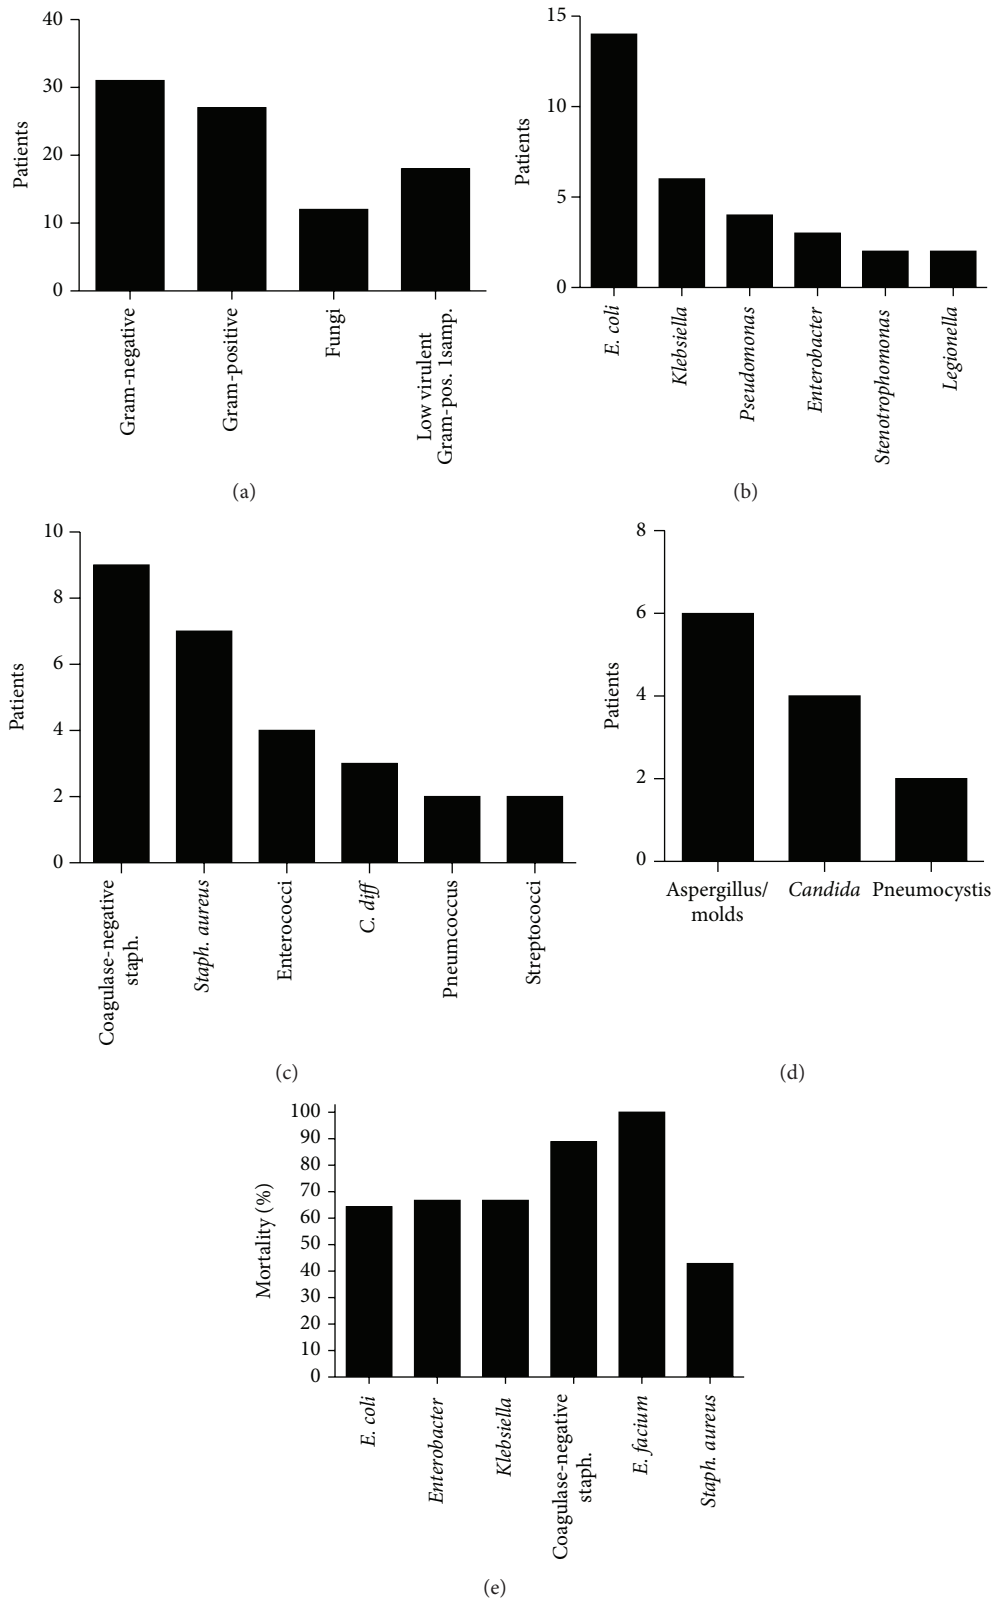 40
30
20
10
0
Patients
Gram-negative
Gram-positive
Fungi
Low virulent
Gram-pos. 1samp.
(a)
15
10
5
0
Patients
E. coli
Klebsiella
Pseudomonas
Enterobacter
Stenotrophomonas
Legionella
(b)
10
8
6
4
2
0
Patients
Coagulase-negative
staph.
Staph. aureus
Enterococci
C. diff
Pneumcoccus
Streptococci
(c)
8
6
4
2
0
Patients
Aspergillus/
molds
Candida
Pneumocystis
(d)
100
90
80
70
60
50
40
30
20
10
0
Mortality (%)
E. coli
Enterobacter
Klebsiella
Coagulase-negative
staph.
E. facium
Staph. aureus
(e)